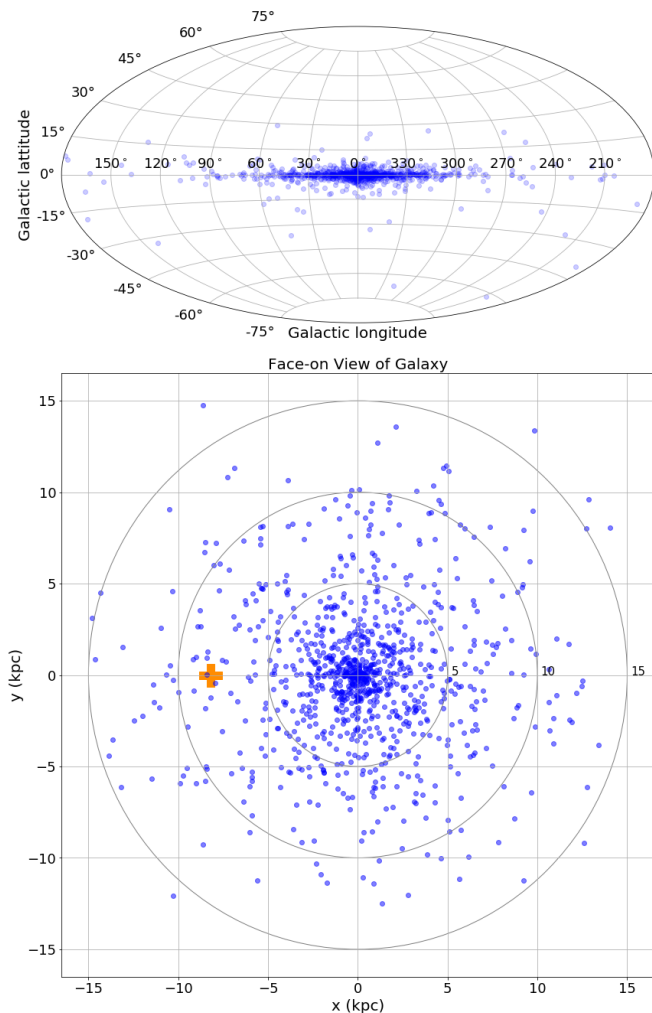 75°
60°
45°
30°
15°
150° 120° 90° 60° 30° 0° 330° 300° 270° 240° 210°
0°
-15°
-30°
-45°
-60°
-75°
Galactic lattitude
Galactic longitude
Face-on View of Galaxy
15
10
5
0
−5
−10
−15
y (kpc)
5 10 15
−15 −10 −5 0 5 10 15
x (kpc)